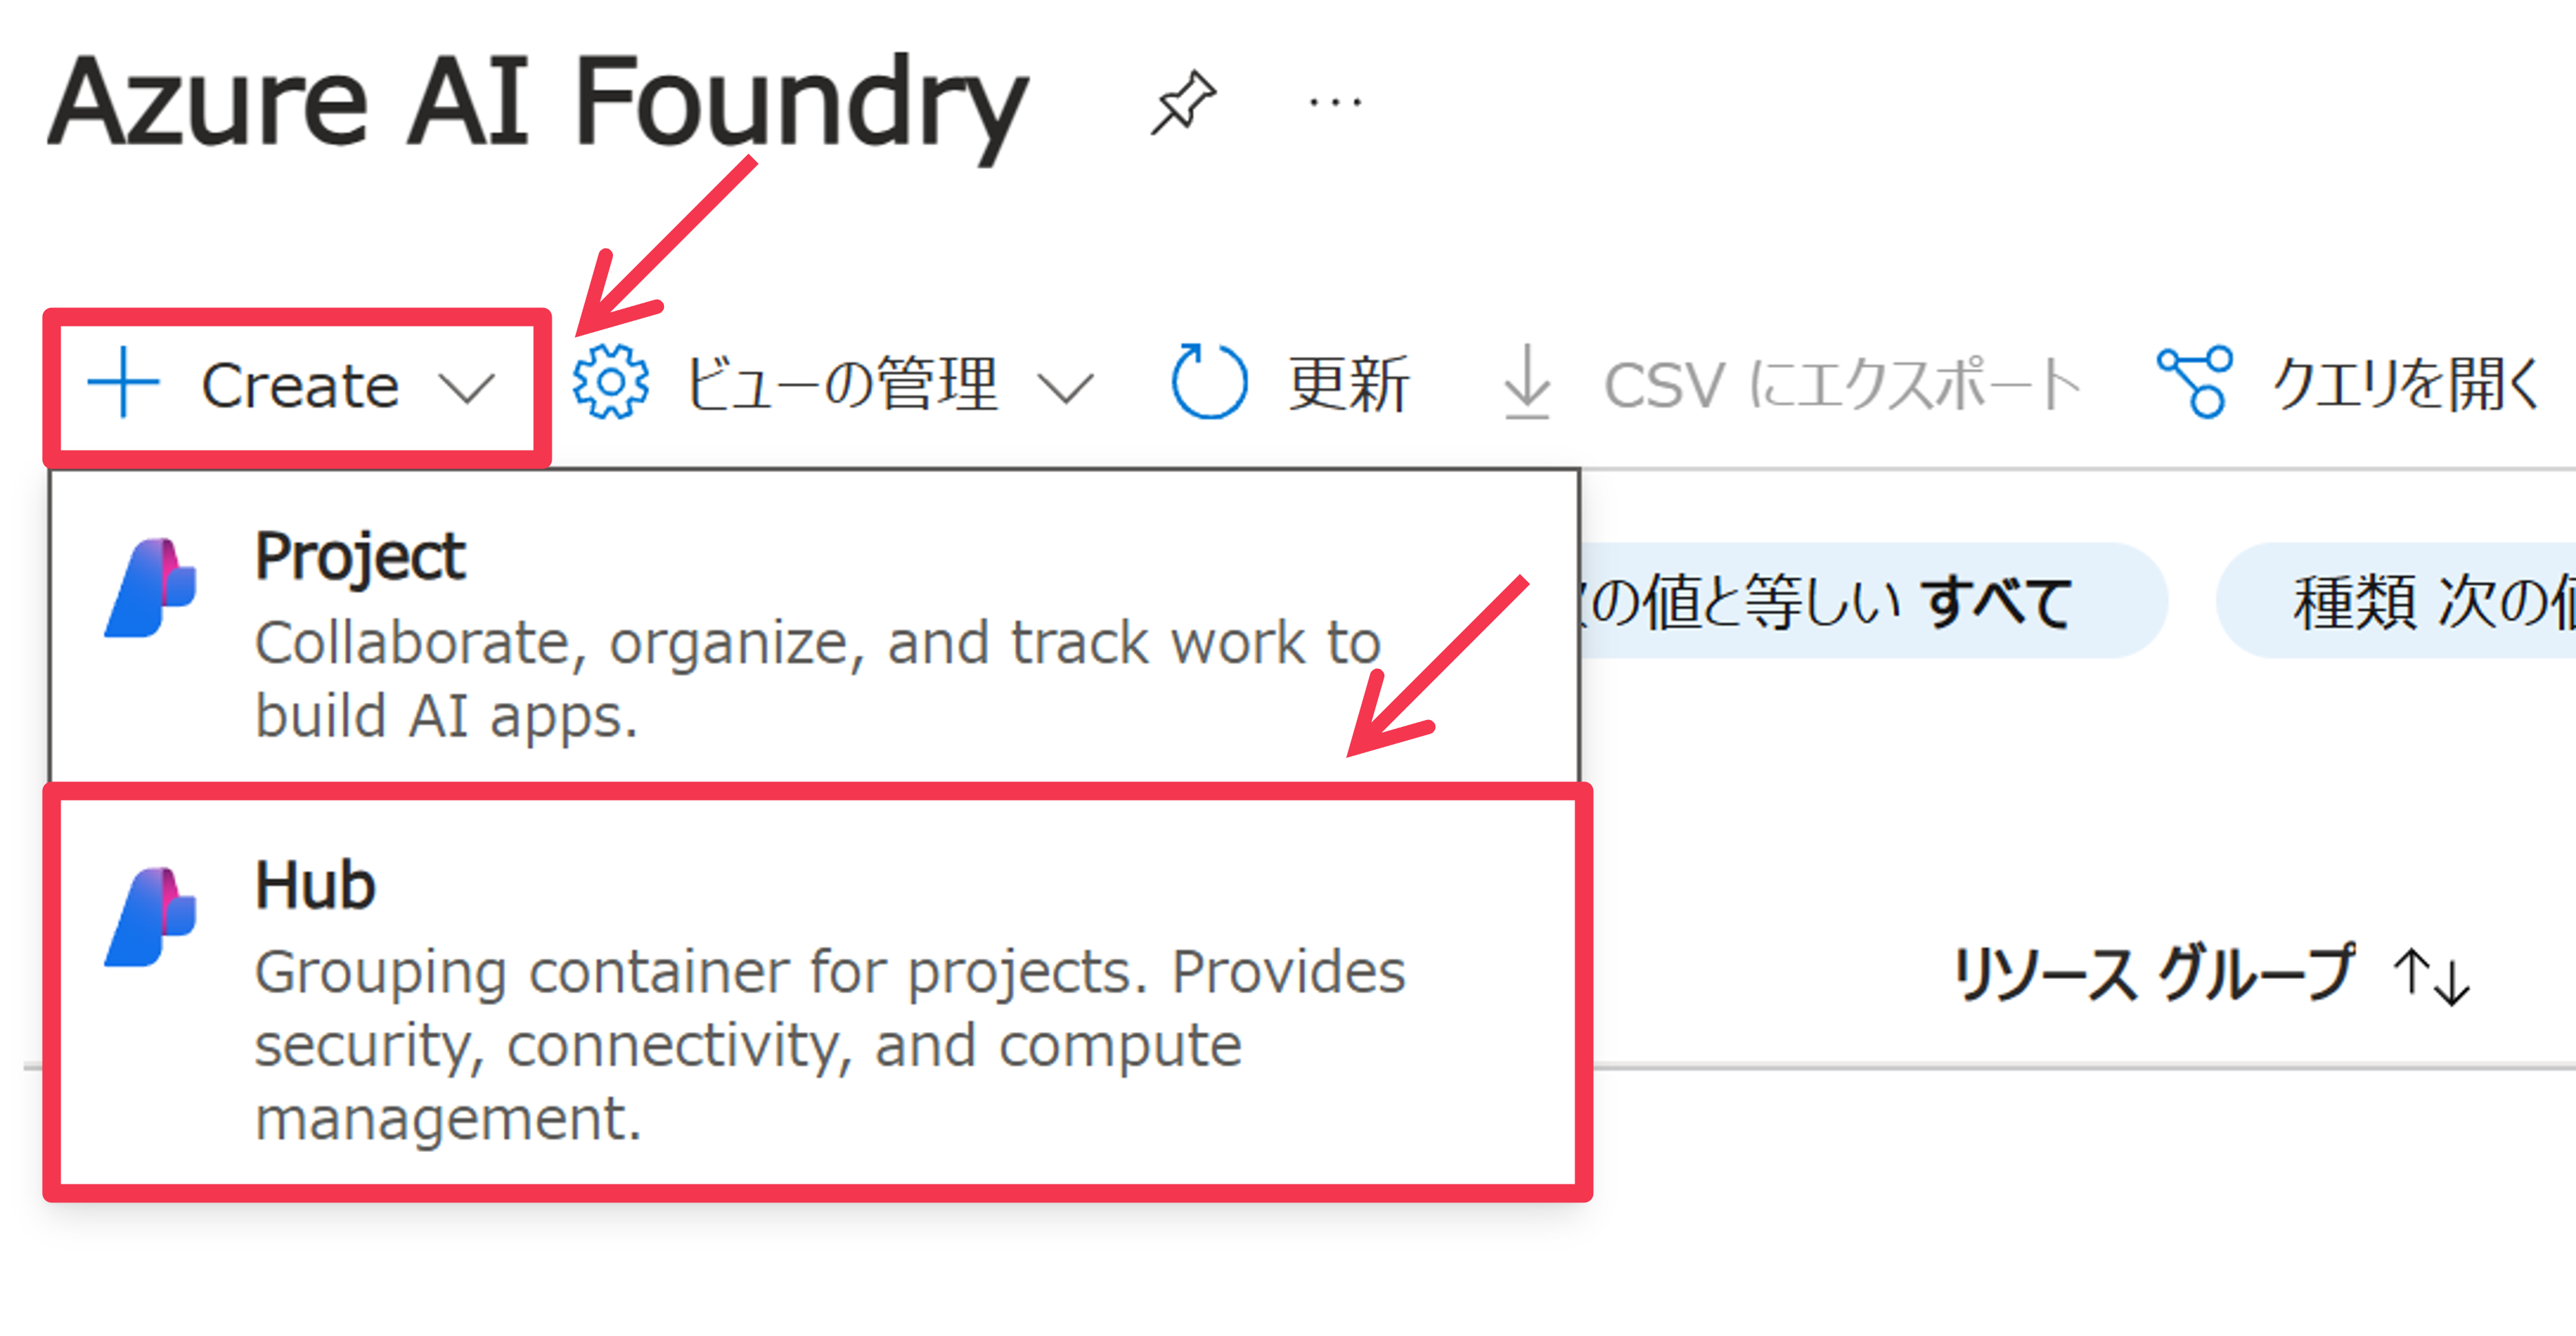 Azure AI Foundry ...
Create ビューの管理 更新 CSV にエクスポート クエリを開く
Project
Collaborate, organize, and track work to
build AI apps.
の値と等しい すべて 種類 次の
Hub
Grouping container for projects. Provides
security, connectivity, and compute
management.
リソース グループ ↑↓